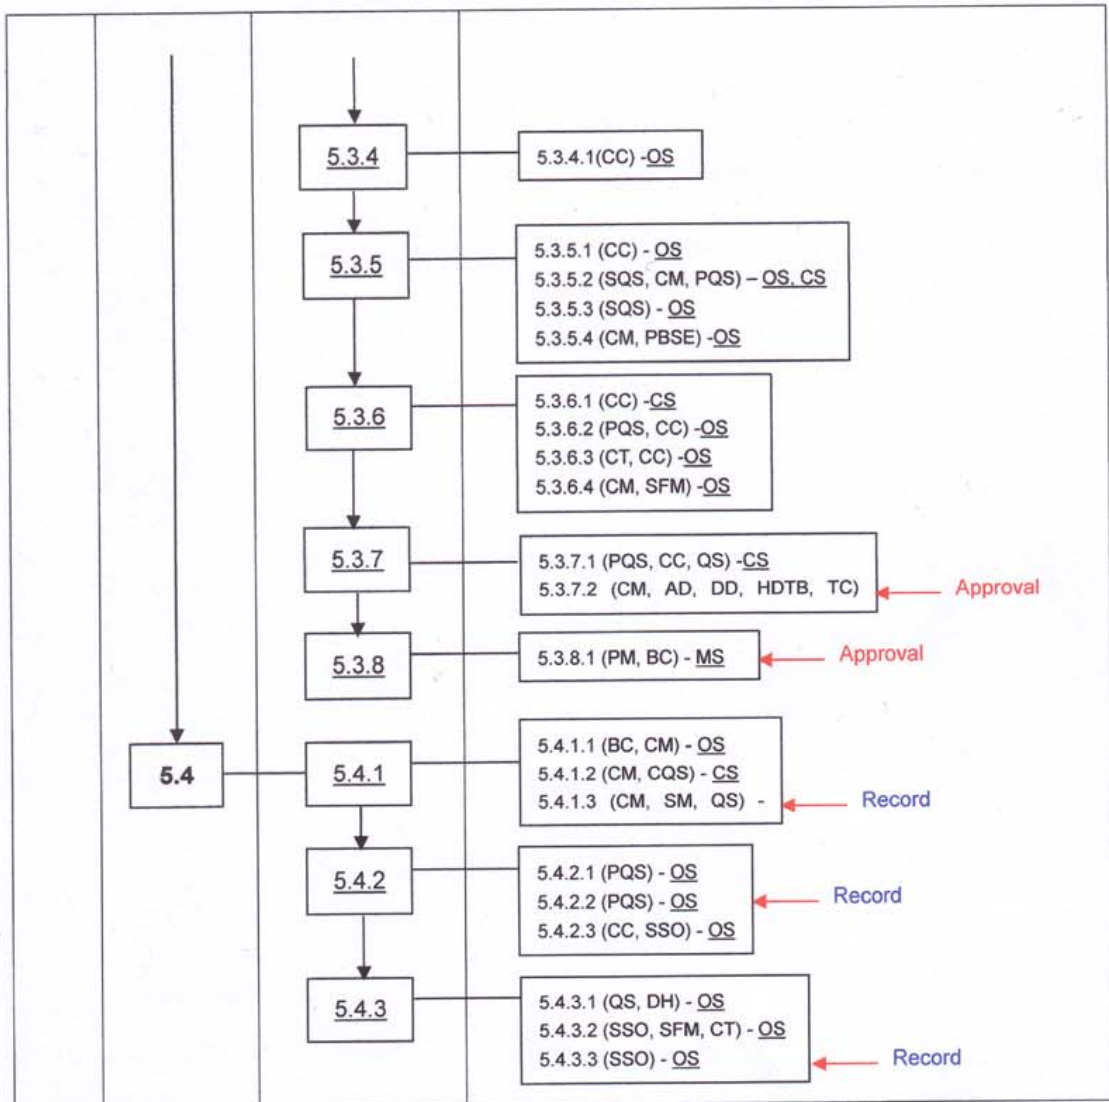 5.3.4
5.3.4.1(CC) -OS
5.3.5
5.3.5.1 (CC) - OS
5.3.5.2 (SQS, CM, PQS) – OS, CS
5.3.5.3 (SQS) - OS
5.3.5.4 (CM, PBSE) -OS
5.3.6
5.3.6.1 (CC) -CS
5.3.6.2 (PQS, CC) -OS
5.3.6.3 (CT, CC) -OS
5.3.6.4 (CM, SFM) -OS
5.3.7
5.3.7.1 (PQS, CC, QS) -CS
5.3.7.2 (CM, AD, DD, HDTB, TC)
Approval
5.3.8
5.3.8.1 (PM, BC) - MS
Approval
5.4
5.4.1
5.4.1.1 (BC, CM) - OS
5.4.1.2 (CM, CQS) - CS
5.4.1.3 (CM, SM, QS) -
Record
5.4.2
5.4.2.1 (PQS) - OS
5.4.2.2 (PQS) - OS
5.4.2.3 (CC, SSO) - OS
Record
5.4.3
5.4.3.1 (QS, DH) - OS
5.4.3.2 (SSO, SFM, CT) - OS
5.4.3.3 (SSO) - OS
Record